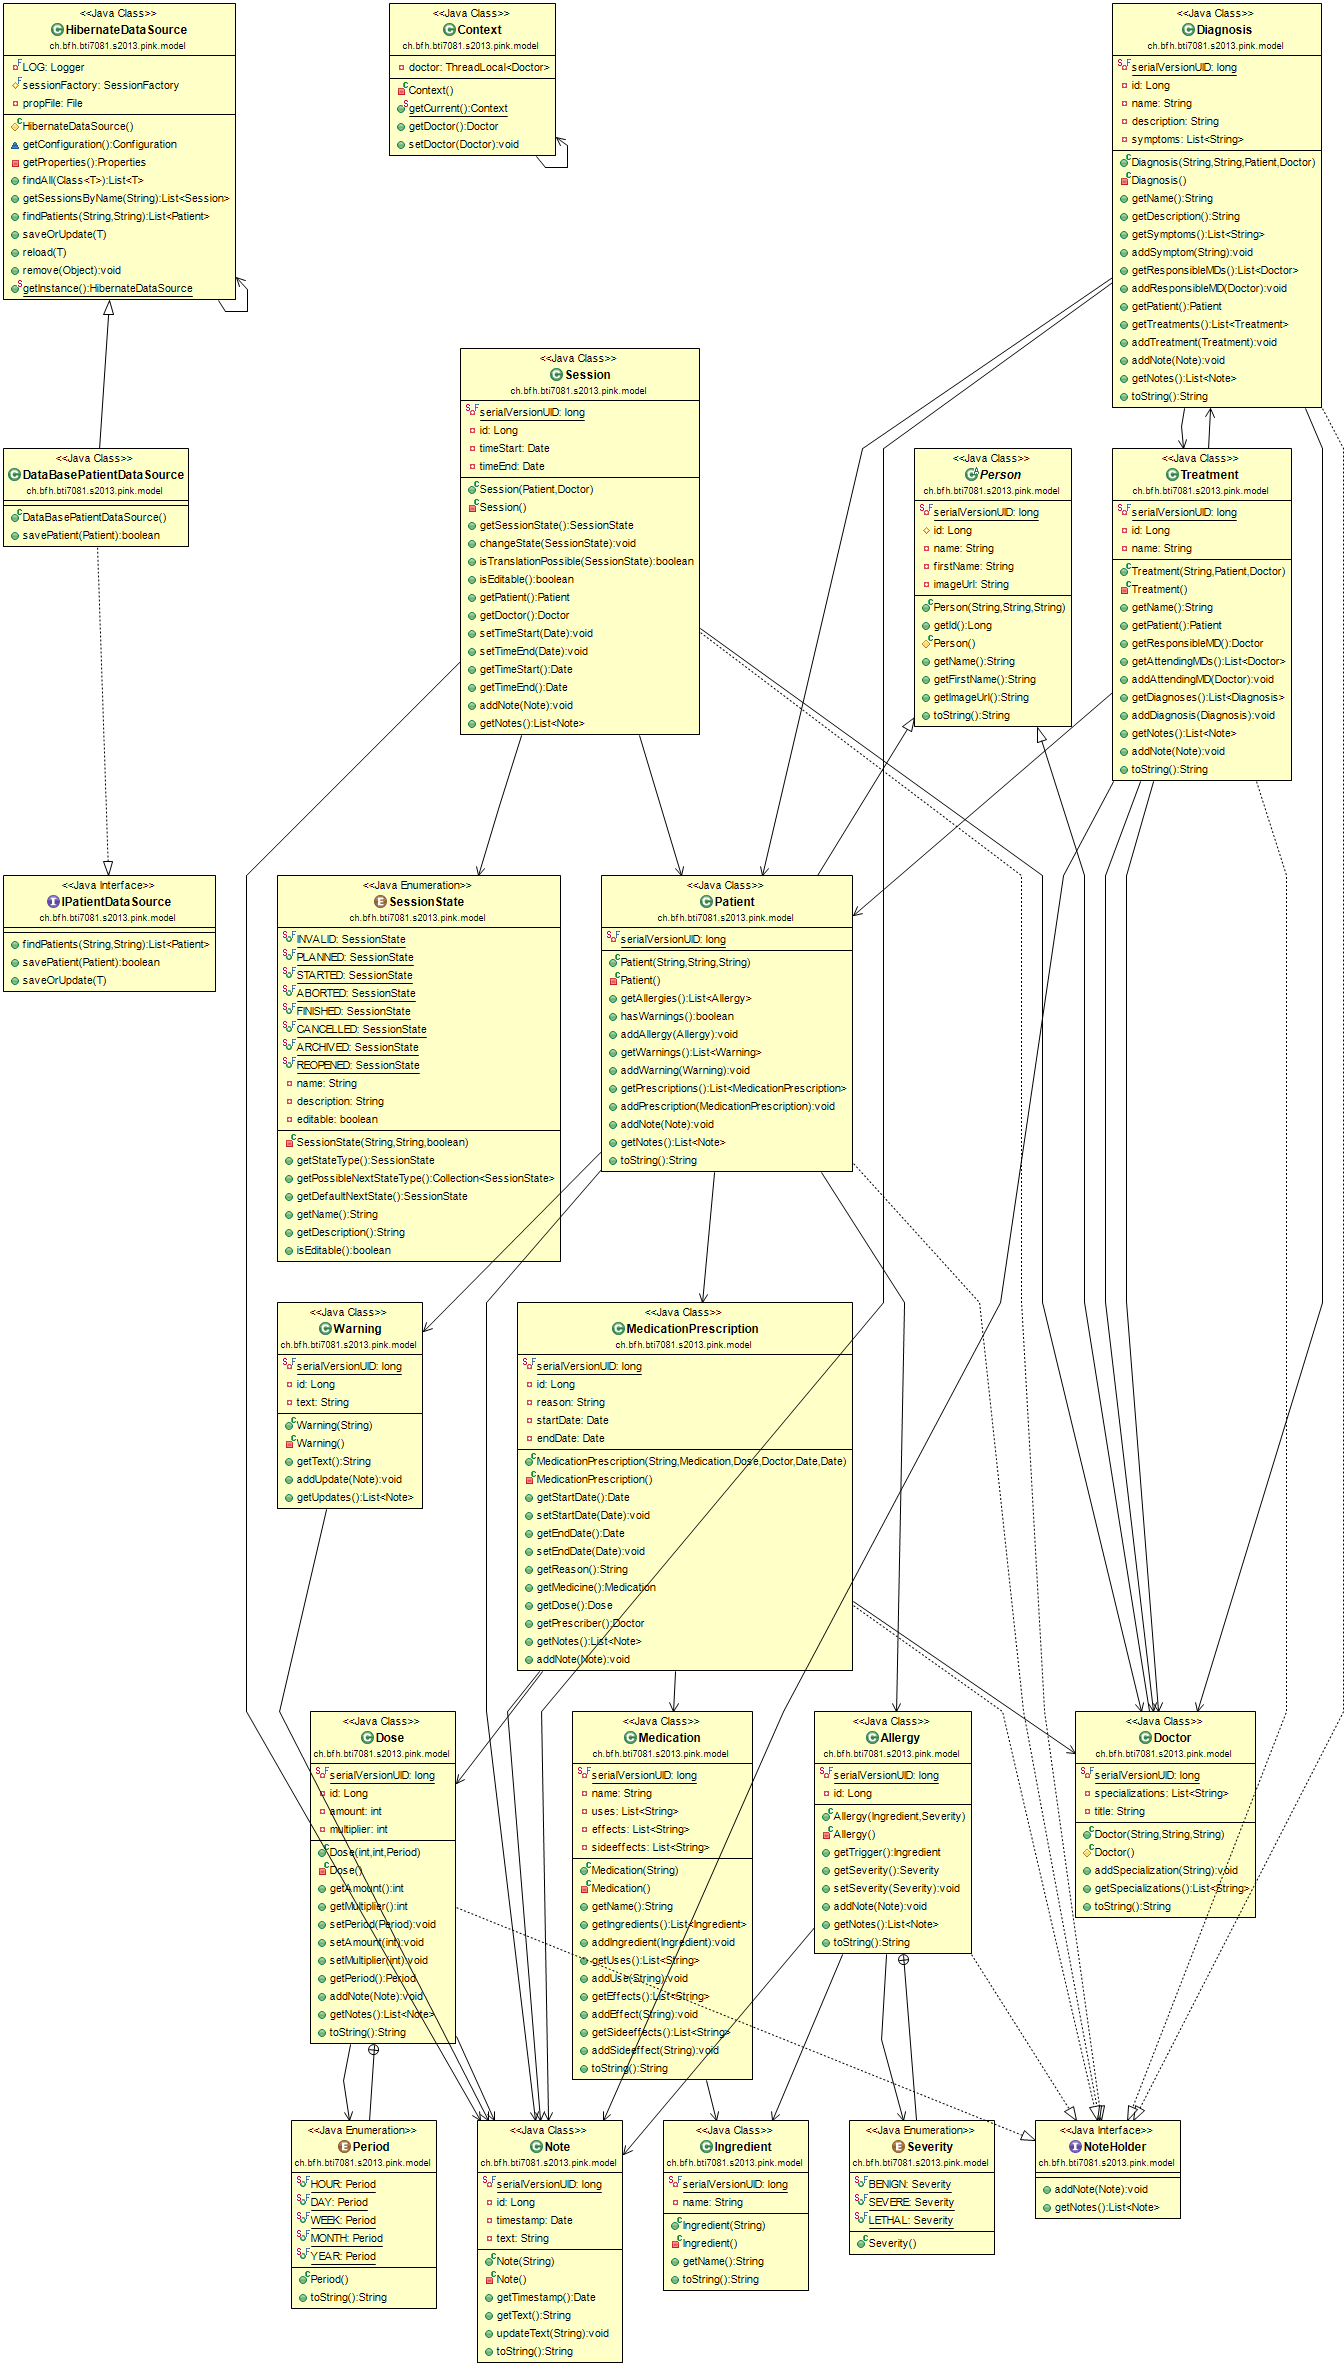 <<Java Class>>
HibernateDataSource
ch.bfh.bti7081.s2013.pink.model
LOG: Logger
sessionFactory: SessionFactory
propFile: File
HibernateDataSource()
getConfiguration():Configuration
getProperties():Properties
findAll(Class<T>):List<T>
getSessionsByName(String):List<Session>
findPatients(String,String):List<Patient>
saveOrUpdate(T)
reload(T)
remove(Object):void
getInstance():HibernateDataSource
<<Java Class>>
Context
ch.bfh.bti7081.s2013.pink.model
doctor: ThreadLocal<Doctor>
Context()
getCurrent():Context
getDoctor():Doctor
setDoctor(Doctor):void
<<Java Class>>
Diagnosis
ch.bfh.bti7081.s2013.pink.model
serialVersionUID: long
id: Long
name: String
description: String
symptoms: List<String>
Diagnosis(String,String,Patient,Doctor)
Diagnosis()
getName():String
getDescription():String
getSymptoms():List<String>
addSymptom(String):void
getResponsibleMDs():List<Doctor>
addResponsibleMD(Doctor):void
getPatient():Patient
getTreatments():List<Treatment>
addTreatment(Treatment):void
addNote(Note):void
getNotes():List<Note>
toString():String
<<Java Class>>
Session
ch.bfh.bti7081.s2013.pink.model
serialVersionUID: long
id: Long
timeStart: Date
timeEnd: Date
Session(Patient,Doctor)
Session()
getSessionState():SessionState
changeState(SessionState):void
isTranslationPossible(SessionState):boolean
isEditable():boolean
getPatient():Patient
getDoctor():Doctor
setTimeStart(Date):void
setTimeEnd(Date):void
getTimeStart():Date
getTimeEnd():Date
addNote(Note):void
getNotes():List<Note>
<<Java Class>>
DataBasePatientDataSource
ch.bfh.bti7081.s2013.pink.model
DataBasePatientDataSource()
savePatient(Patient):boolean
<<Java Class>>
Person
ch.bfh.bti7081.s2013.pink.model
serialVersionUID: long
id: Long
name: String
firstName: String
imageUrl: String
Person(String,String,String)
getId():Long
Person()
getName():String
getFirstName():String
getImageUrl():String
toString():String
<<Java Class>>
Treatment
ch.bfh.bti7081.s2013.pink.model
serialVersionUID: long
id: Long
name: String
Treatment(String,Patient,Doctor)
Treatment()
getName():String
getPatient():Patient
getResponsibleMD():Doctor
getAttendingMDs():List<Doctor>
addAttendingMD(Doctor):void
getDiagnoses():List<Diagnosis>
addDiagnosis(Diagnosis):void
getNotes():List<Note>
addNote(Note):void
toString():String
<<Java Interface>>
IPatientDataSource
ch.bfh.bti7081.s2013.pink.model
findPatients(String,String):List<Patient>
savePatient(Patient):boolean
saveOrUpdate(T)
<<Java Enumeration>>
SessionState
ch.bfh.bti7081.s2013.pink.model
INVALID: SessionState
PLANNED: SessionState
STARTED: SessionState
ABORTED: SessionState
FINISHED: SessionState
CANCELLED: SessionState
ARCHIVED: SessionState
REOPENED: SessionState
name: String
description: String
editable: boolean
SessionState(String,String,boolean)
getStateType():SessionState
getPossibleNextStateType():Collection<SessionState>
getDefaultNextState():SessionState
getName():String
getDescription():String
isEditable():boolean
<<Java Class>>
Patient
ch.bfh.bti7081.s2013.pink.model
serialVersionUID: long
Patient(String,String,String)
Patient()
getAllergies():List<Allergy>
hasWarnings():boolean
addAllergy(Allergy):void
getWarnings():List<Warning>
addWarning(Warning):void
getPrescriptions():List<MedicationPrescription>
addPrescription(MedicationPrescription):void
addNote(Note):void
getNotes():List<Note>
toString():String
<<Java Class>>
Warning
ch.bfh.bti7081.s2013.pink.model
serialVersionUID: long
id: Long
text: String
Warning(String)
Warning()
getText():String
addUpdate(Note):void
getUpdates():List<Note>
<<Java Class>>
MedicationPrescription
ch.bfh.bti7081.s2013.pink.model
serialVersionUID: long
id: Long
reason: String
startDate: Date
endDate: Date
MedicationPrescription(String,Medication,Dose,Doctor,Date,Date)
MedicationPrescription()
getStartDate():Date
setStartDate(Date):void
getEndDate():Date
setEndDate(Date):void
getReason():String
getMedicine():Medication
getDose():Dose
getPrescriber():Doctor
getNotes():List<Note>
addNote(Note):void
<<Java Class>>
Dose
ch.bfh.bti7081.s2013.pink.model
serialVersionUID: long
id: Long
amount: int
multiplier: int
Dose(int,int,Period)
Dose()
getAmount():int
getMultiplier():int
setPeriod(Period):void
setAmount(int):void
setMultiplier(int):void
getPeriod():Period
addNote(Note):void
getNotes():List<Note>
toString():String
<<Java Class>>
Medication
ch.bfh.bti7081.s2013.pink.model
serialVersionUID: long
name: String
uses: List<String>
effects: List<String>
sideeffects: List<String>
Medication(String)
Medication()
getName():String
getIngredients():List<Ingredient>
addIngredient(Ingredient):void
getUses():List<String>
addUse(String):void
getEffects():List<String>
addEffect(String):void
getSideeffects():List<String>
addSideeffect(String):void
toString():String
<<Java Class>>
Allergy
ch.bfh.bti7081.s2013.pink.model
serialVersionUID: long
id: Long
Allergy(Ingredient,Severity)
Allergy()
getTrigger():Ingredient
getSeverity():Severity
setSeverity(Severity):void
addNote(Note):void
getNotes():List<Note>
toString():String
<<Java Class>>
Doctor
ch.bfh.bti7081.s2013.pink.model
serialVersionUID: long
specializations: List<String>
title: String
Doctor(String,String,String)
Doctor()
addSpecialization(String):void
getSpecializations():List<String>
toString():String
<<Java Enumeration>>
Period
ch.bfh.bti7081.s2013.pink.model
HOUR: Period
DAY: Period
WEEK: Period
MONTH: Period
YEAR: Period
Period()
toString():String
<<Java Class>>
Note
ch.bfh.bti7081.s2013.pink.model
serialVersionUID: long
id: Long
timestamp: Date
text: String
Note(String)
Note()
getTimestamp():Date
getText():String
updateText(String):void
toString():String
<<Java Class>>
Ingredient
ch.bfh.bti7081.s2013.pink.model
serialVersionUID: long
name: String
Ingredient(String)
Ingredient()
getName():String
toString():String
<<Java Enumeration>>
Severity
ch.bfh.bti7081.s2013.pink.model
BENIGN: Severity
SEVERE: Severity
LETHAL: Severity
Severity()
<<Java Interface>>
NoteHolder
ch.bfh.bti7081.s2013.pink.model
addNote(Note):void
getNotes():List<Note>